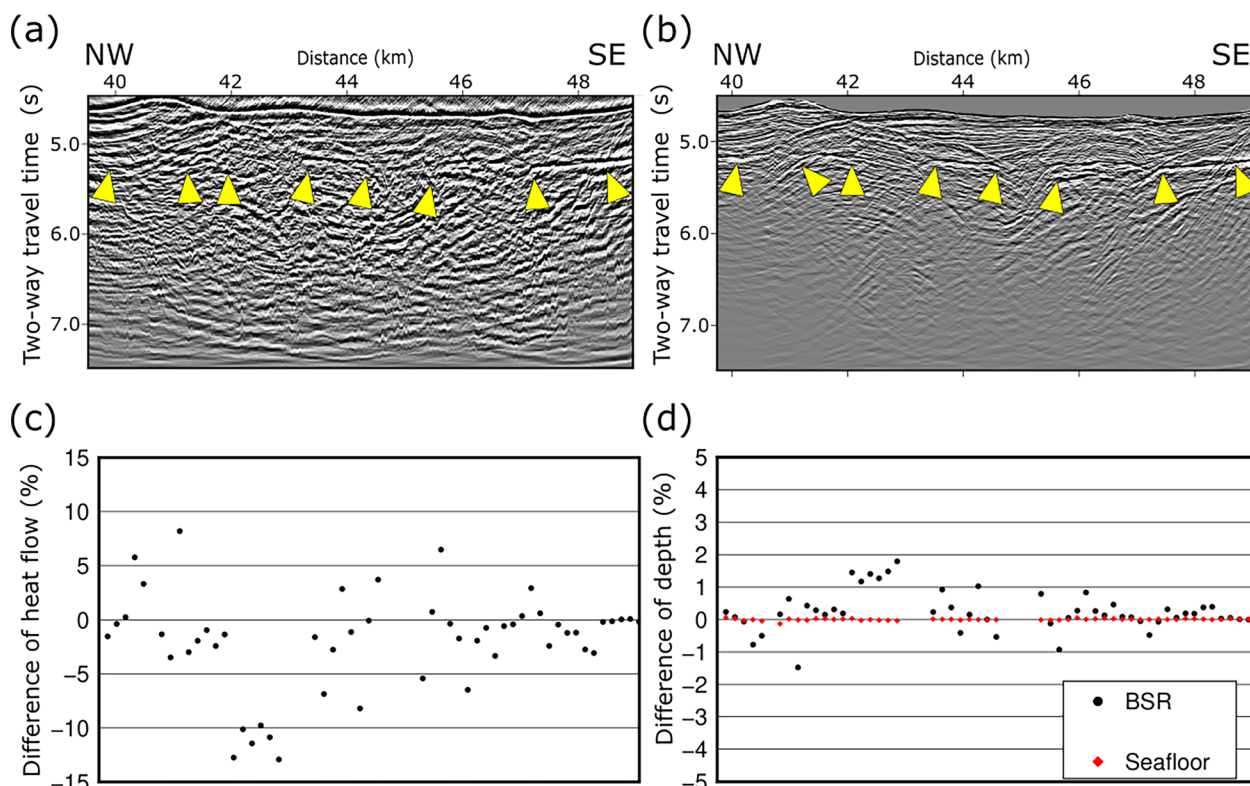 (a)
NW
Distance (km)
SE
40 42 44 46 48
Two-way travel time (s)
5.0
6.0
7.0
(b)
NW
Distance (km)
SE
40 42 44 46 48
Two-way travel time (s)
5.0
6.0
7.0
(c)
Difference of heat flow (%)
15
10
5
0
−5
−10
−15
(d)
Difference of depth (%)
5
4
3
2
1
0
−1
−2
−3
−4
−5
BSR
Seafloor